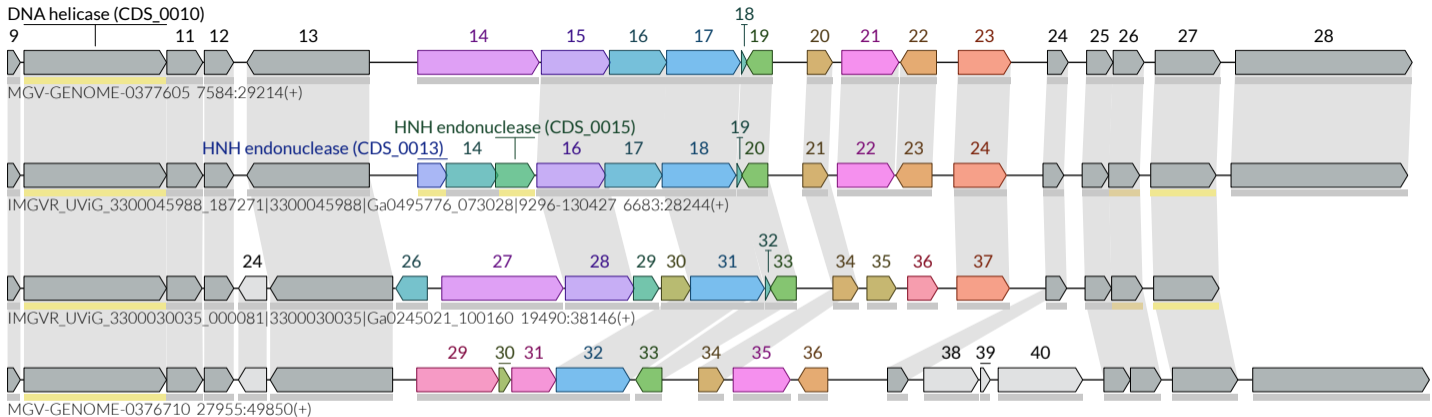 DNA helicase (CDS_0010)
18
9 11 12 13 14 15 16 17 19 20 21 22 23 24 25 26 27 28
MGV-GENOME-0377605 7584:29214(+)
HNH endonuclease (CDS_0015) 19
HNH endonuclease (CDS_0013) 14 16 17 18 20 21 22 23 24
IMGVR_UViG_3300045988_187271|3300045988|Ga0495776_073028|9296-130427 6683:28244(+)
32
24 26 27 28 29 30 31 33 34 35 36 37
IMGVR_UViG_3300030035_000081|3300030035|Ga0245021_100160 19490:38146(+)
29 30 31 32 33 34 35 36 38 39 40
MGV-GENOME-0376710 27955:49850(+)